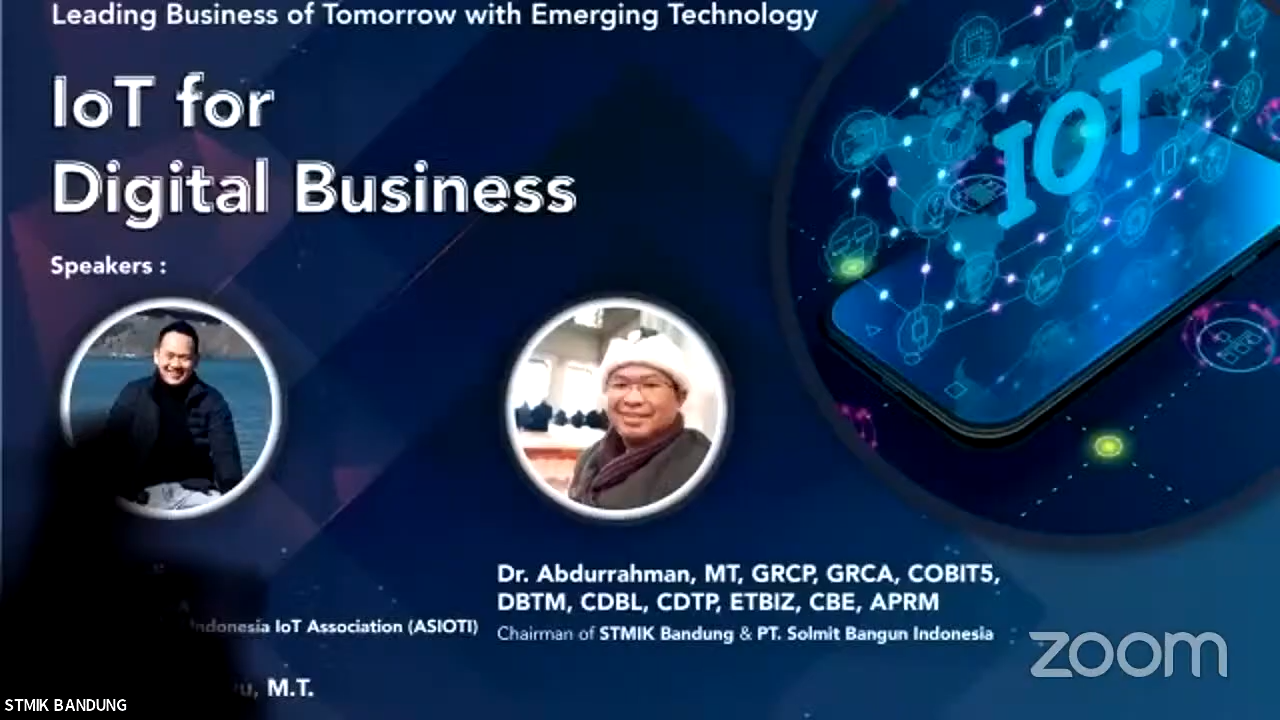 Leading Business of Tomorrow with Emerging Technology
IoT for
Digital Business
Speakers :
IOT
Indonesia IoT Association (ASIOTI)
Dr. Abdurrahman, MT, GRCP, GRCA, COBIT5,
DBTM, CDBL, CDTP, ETBIZ, CBE, APRM
Chairman of STMIK Bandung & PT. Solmit Bangun Indonesia
M.T.
zoom
STMIK BANDUNG